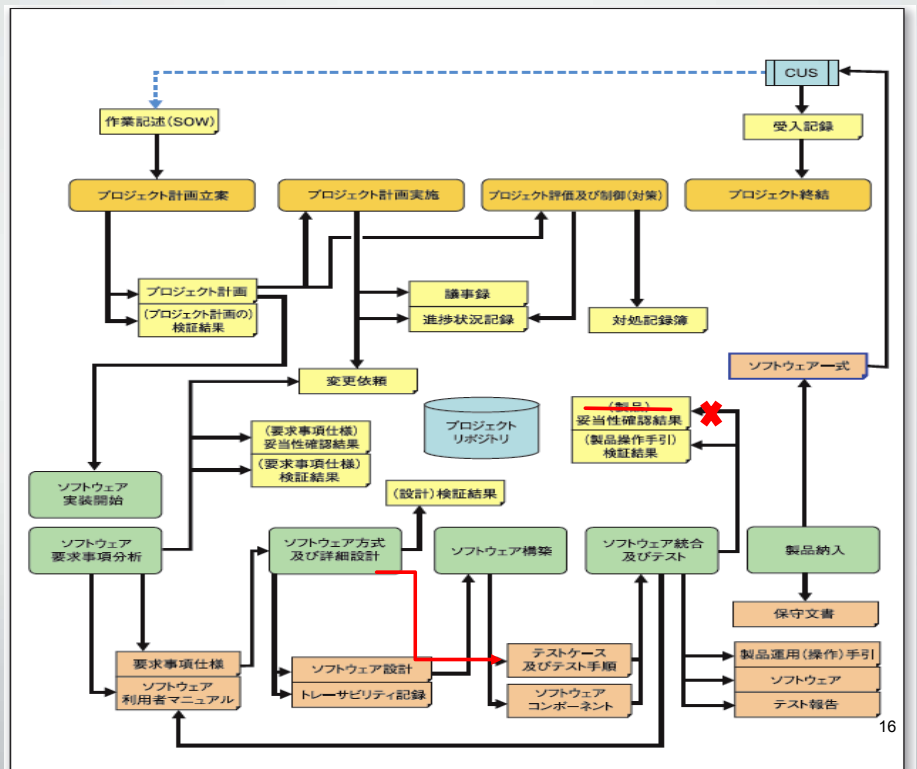 CUS
作業記述(SOW)
受入記録
プロジェクト計画立案
プロジェクト計画実施
プロジェクト評価及び制御(対策)
プロジェクト終結
プロジェクト計画
(プロジェクト計画の)
検証結果
議事録
進捗状況記録
対処記録簿
ソフトウェア一式
変更依頼
プロジェクト
リポジトリ
(製品)
妥当性確認結果
(製品操作手引)
検証結果
(要求事項仕様)
妥当性確認結果
(要求事項仕様)
検証結果
ソフトウェア
実装開始
(設計)検証結果
ソフトウェア
要求事項分析
ソフトウェア方式
及び詳細設計
ソフトウェア構築
ソフトウェア統合
及びテスト
製品納入
保守文書
要求事項仕様
ソフトウェア
利用者マニュアル
ソフトウェア設計
トレーサビリティ記録
テストケース
及びテスト手順
ソフトウェア
コンポーネント
製品運用(操作)手引
ソフトウェア
テスト報告
16